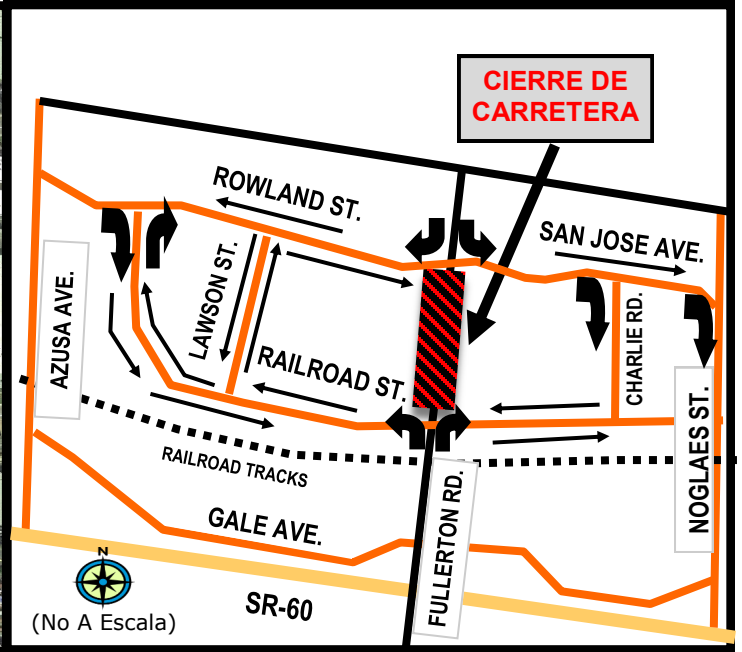 CIERRE DE
CARRETERA
ROWLAND ST.
SAN JOSE AVE.
LAWSON ST.
AZUSA AVE.
CHARLIE RD.
RAILROAD ST.
NOGLAES ST.
RAILROAD TRACKS
FULLERTON RD.
GALE AVE.
N
SR-60
(No A Escala)